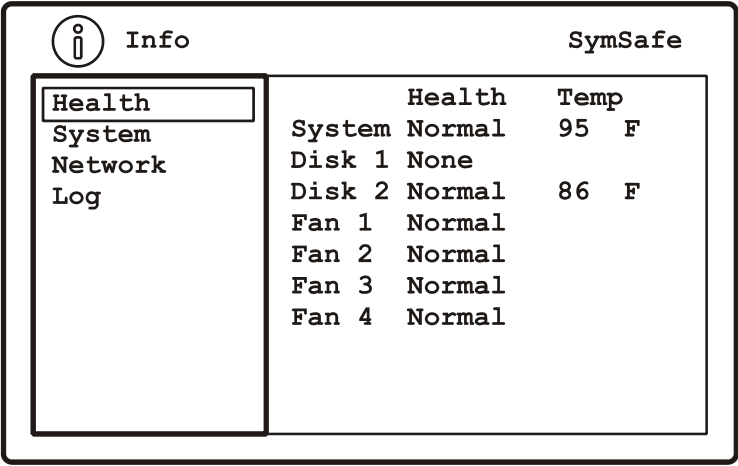 Info SymSafe
Health
System
Network
Log
Health Temp
System Normal 95 F
Disk 1 None
Disk 2 Normal 86 F
Fan 1 Normal
Fan 2 Normal
Fan 3 Normal
Fan 4 Normal